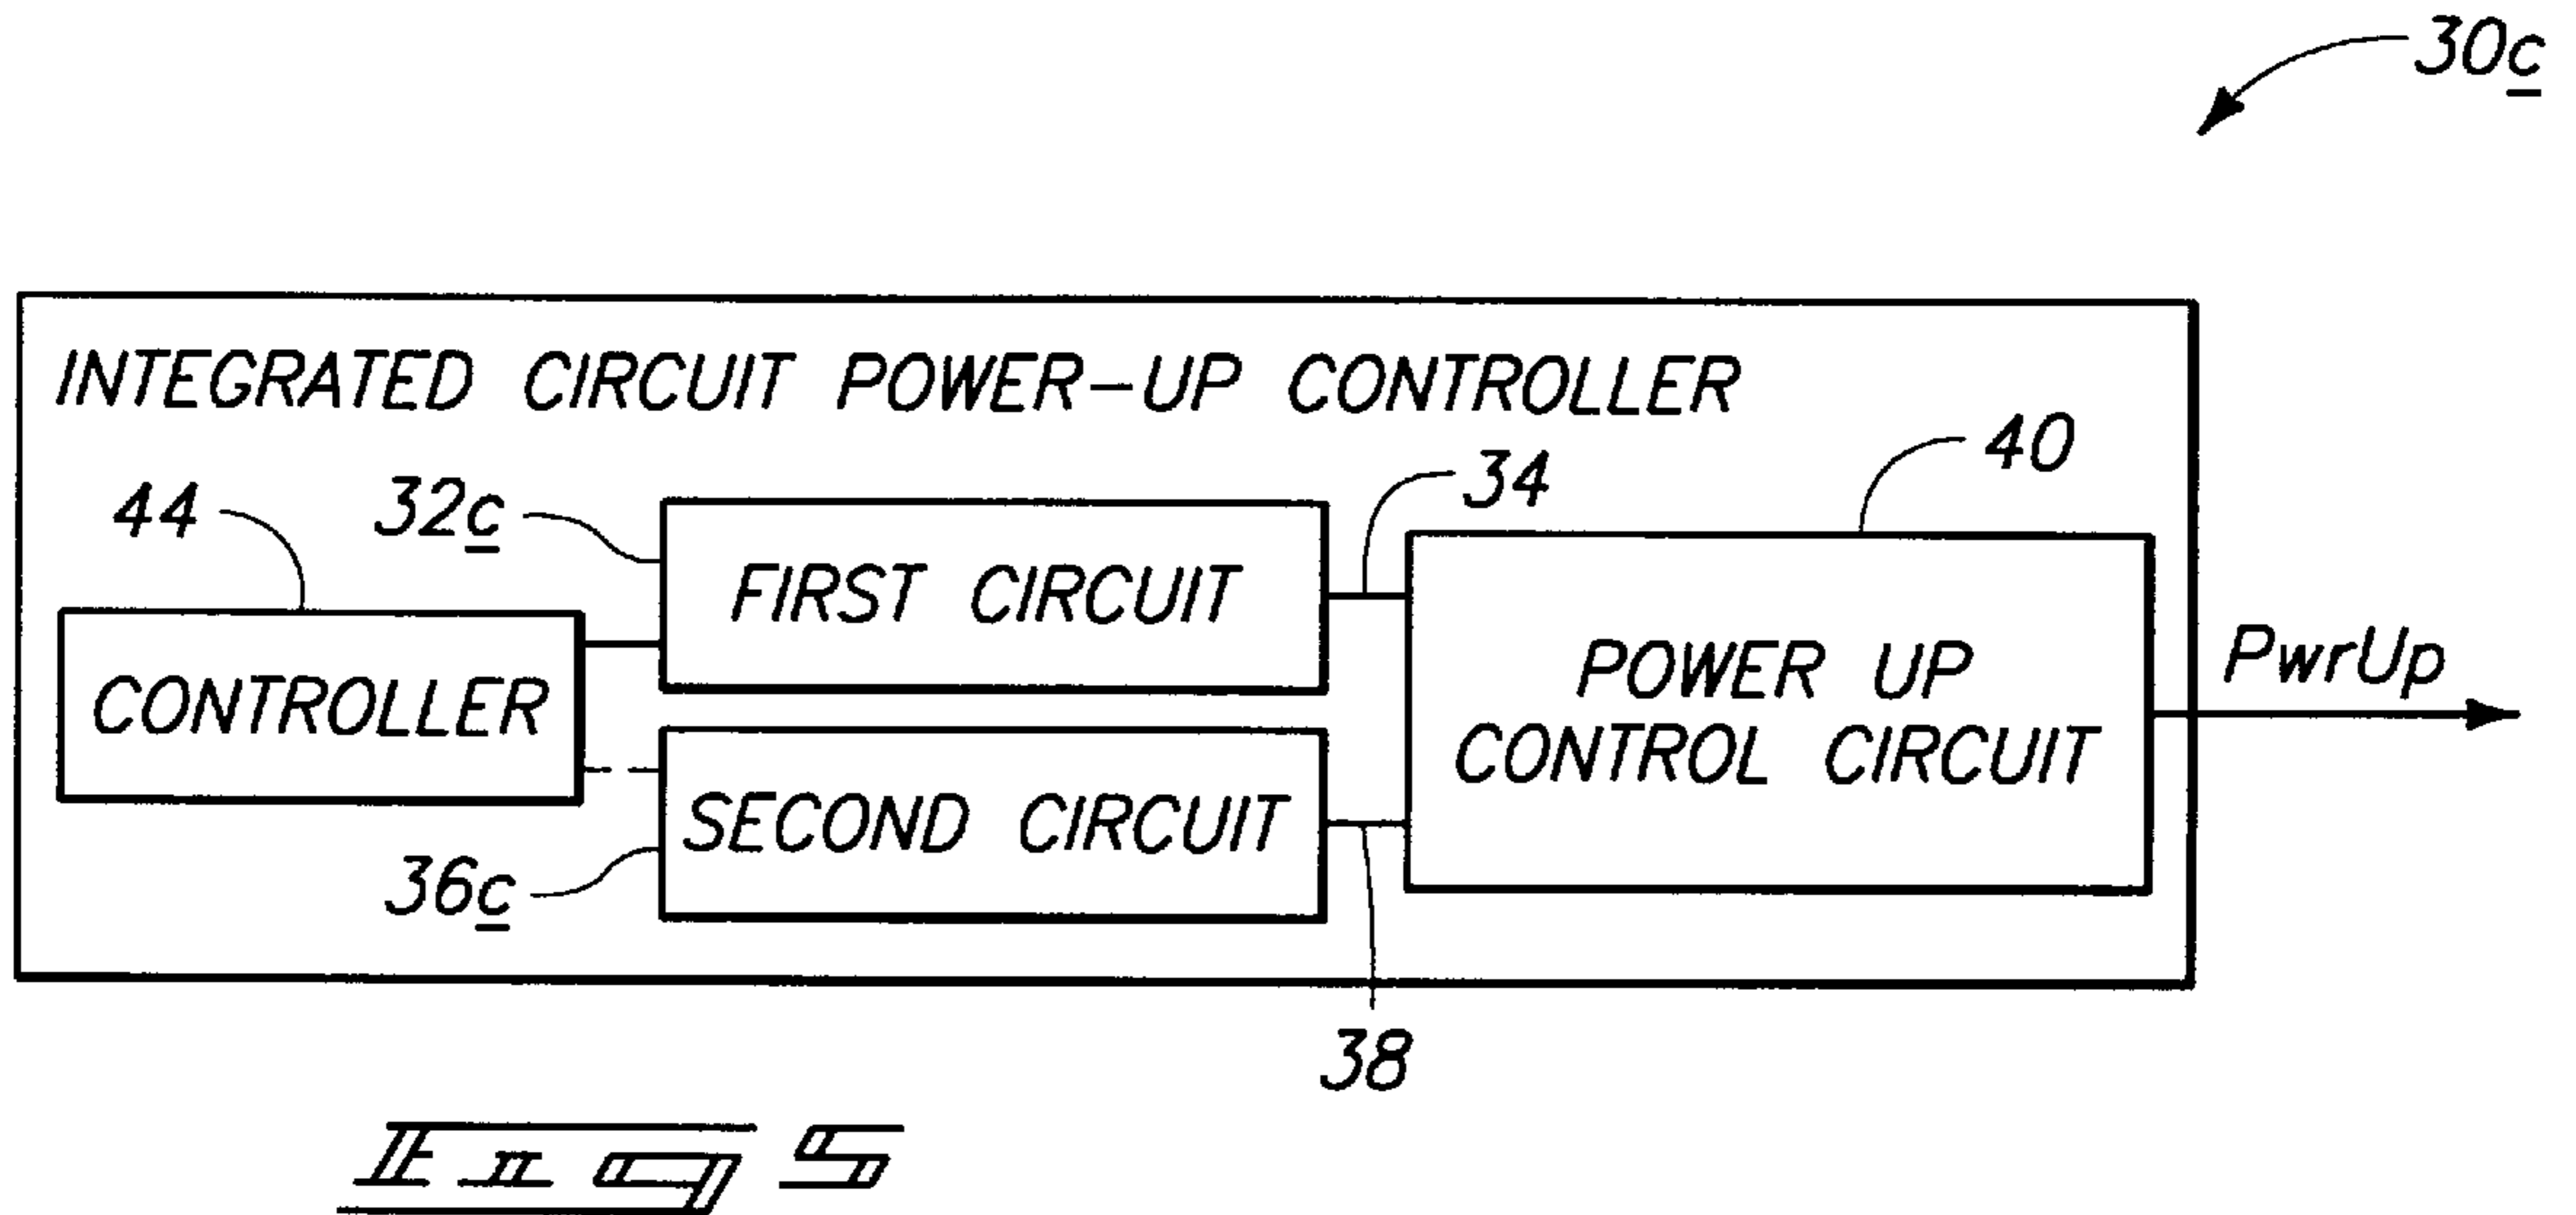 30c
INTEGRATED CIRCUIT POWER-UP CONTROLLER
40
34
44
32c
FIRST CIRCUIT
CONTROLLER
POWER UP
CONTROL CIRCUIT
PwrUp
SECOND CIRCUIT
36c
38
Fig 5